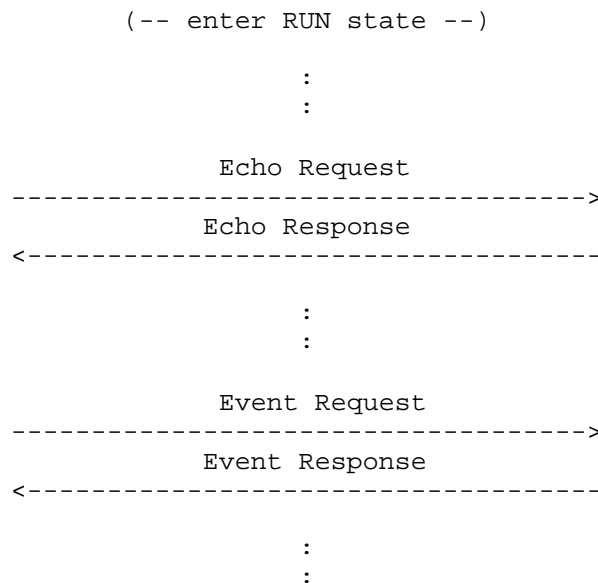 (-- enter RUN state --)
:
:
Echo Request
------------------------------------>
Echo Response
<------------------------------------
:
:
Event Request
------------------------------------>
Event Response
<------------------------------------
:
: